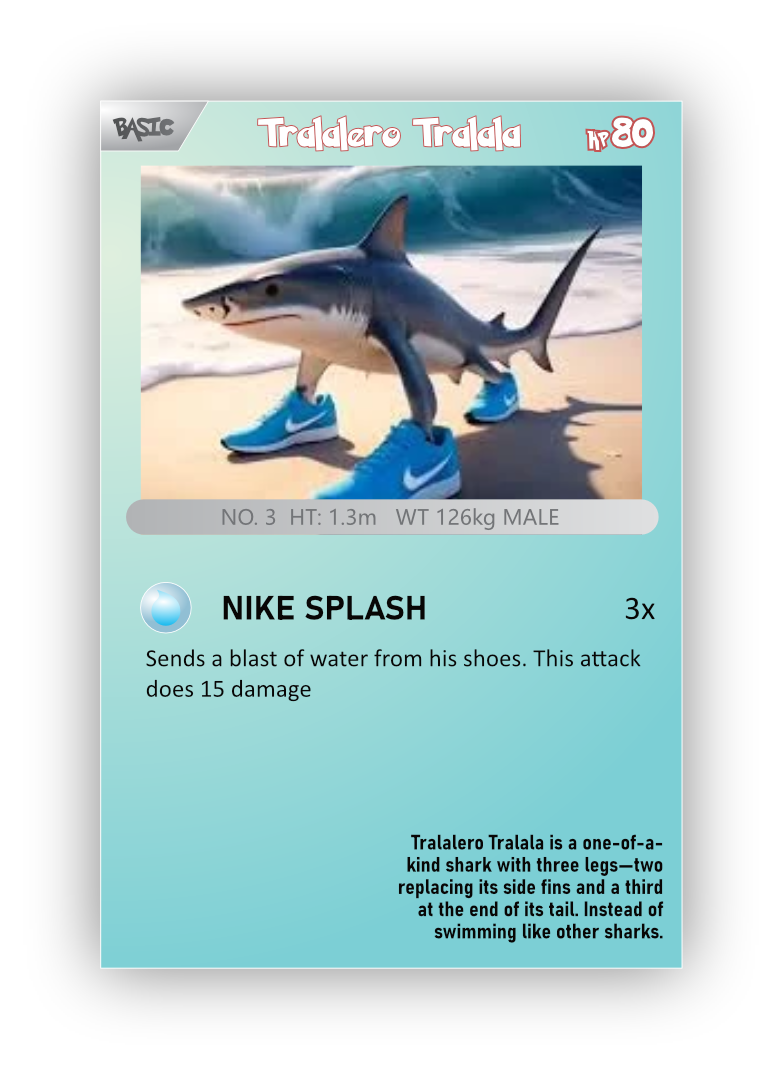 BASIC Tralalero Tralala HP80
NO. 3 HT: 1.3m WT 126kg MALE
NIKE SPLASH 3x
Sends a blast of water from his shoes. This attack
does 15 damage
Tralalero Tralala is a one-of-a-
kind shark with three legs—two
replacing its side fins and a third
at the end of its tail. Instead of
swimming like other sharks.